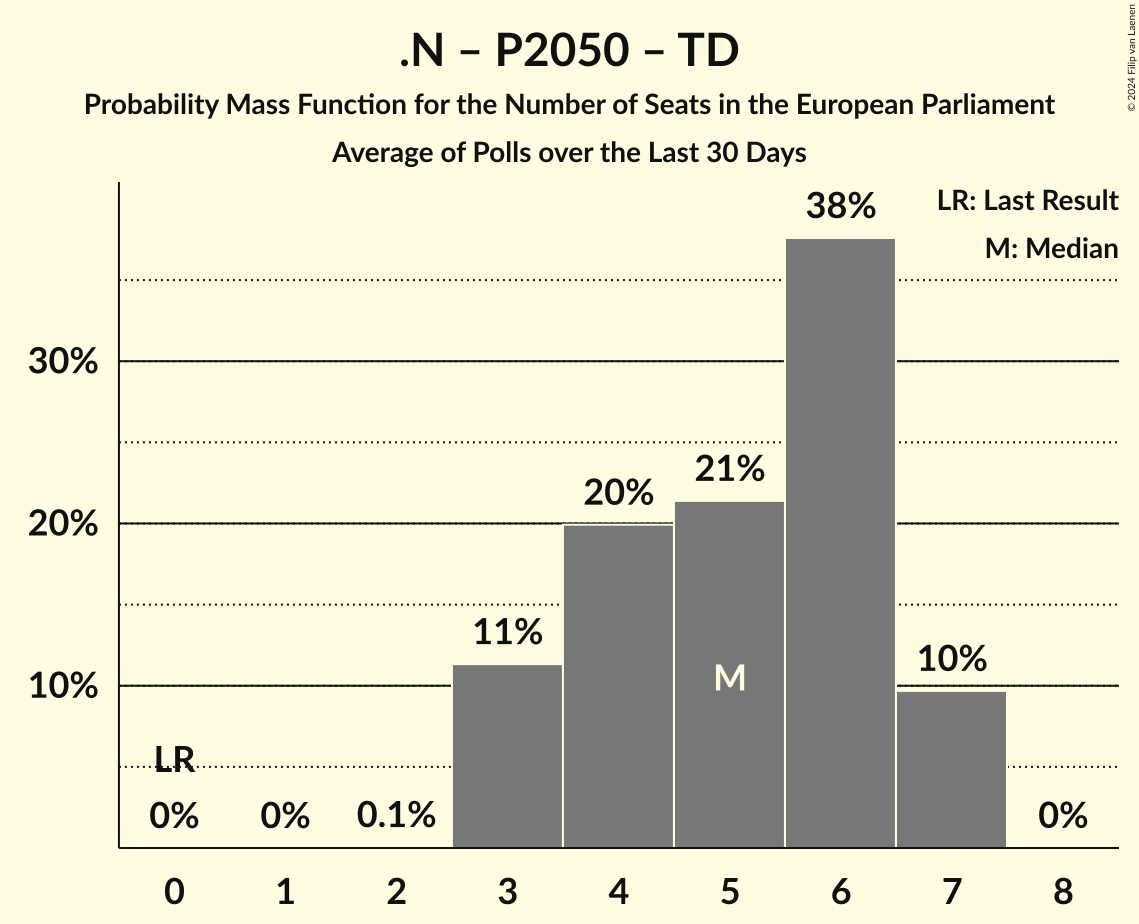 .N – P2050 – TD
Probability Mass Function for the Number of Seats in the European Parliament
Average of Polls over the Last 30 Days
© 2024 Filip van Laenen
LR: Last Result
M: Median
38%
30%
21%
20%
20%
11%
10%
10%
M
LR
0%
0%
0.1%
0%
0 1 2 3 4 5 6 7 8